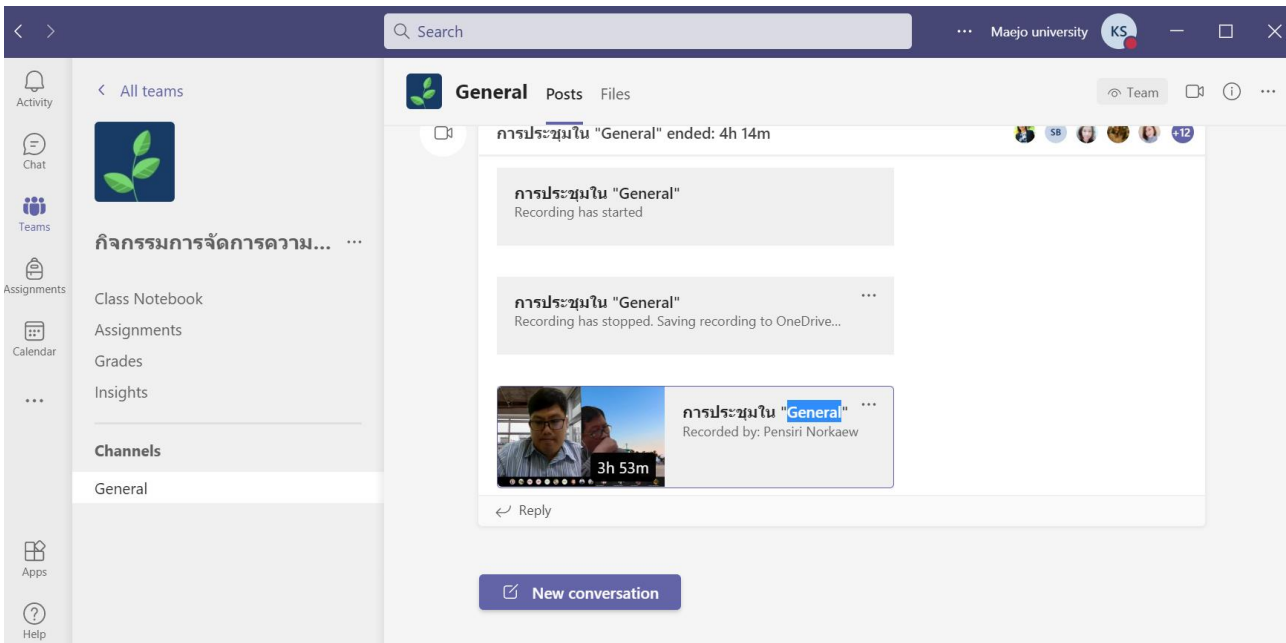 Search
Maejo university
KS
Activity
Chat
Teams
Assignments
Calendar
Apps
Help
All teams
กิจกรรมการจัดการความ...
Class Notebook
Assignments
Grades
Insights
Channels
General
General Posts Files
Team
การประชุมใน "General" ended: 4h 14m
SB
+12
การประชุมใน "General"
Recording has started
การประชุมใน "General"
Recording has stopped. Saving recording to OneDrive...
3h 53m
การประชุมใน "General"
Recorded by: Pensiri Norkaew
Reply
New conversation